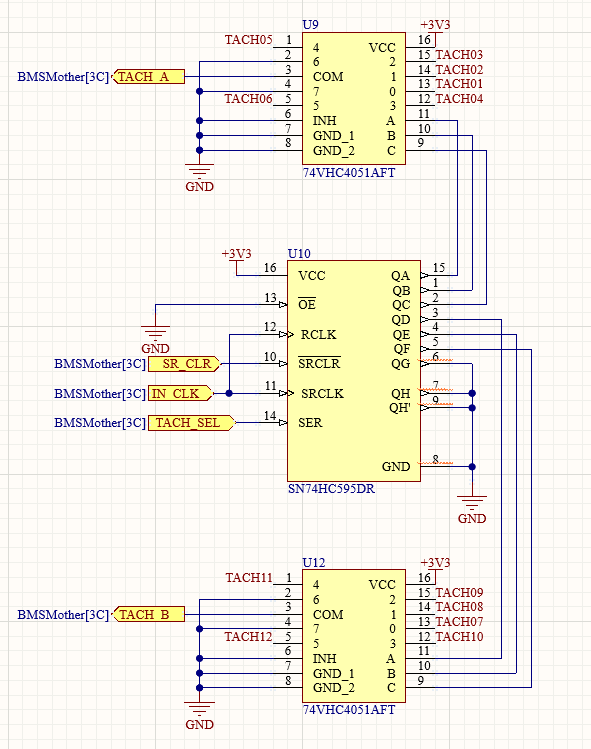 U9
+3V3
TACH05 1 4 VCC 16
2 6 2 15 TACH03
BMSMother[3C] TACH_A 3 COM 1 14 TACH02
4 7 0 13 TACH01
TACH06 5 5 3 12 TACH04
6 INH A 11
7 GND_1 B 10
8 GND_2 C 9
GND
74VHC4051AFT
+3V3
U10
16 VCC QA 15
QB 1
13 OE QC 2
QD 3
GND
12 RCLK QE 4
QF 5
BMSMother[3C] SR_CLR 10 SRCLR QG 6
BMSMother[3C] IN_CLK 11 SRCLK QH 7
QH' 9
BMSMother[3C] TACH_SEL 14 SER
GND 8
SN74HC595DR
GND
U12
+3V3
TACH11 1 4 VCC 16
2 6 2 15 TACH09
BMSMother[3C] TACH_B 3 COM 1 14 TACH08
4 7 0 13 TACH07
TACH12 5 5 3 12 TACH10
6 INH A 11
7 GND_1 B 10
8 GND_2 C 9
GND
74VHC4051AFT